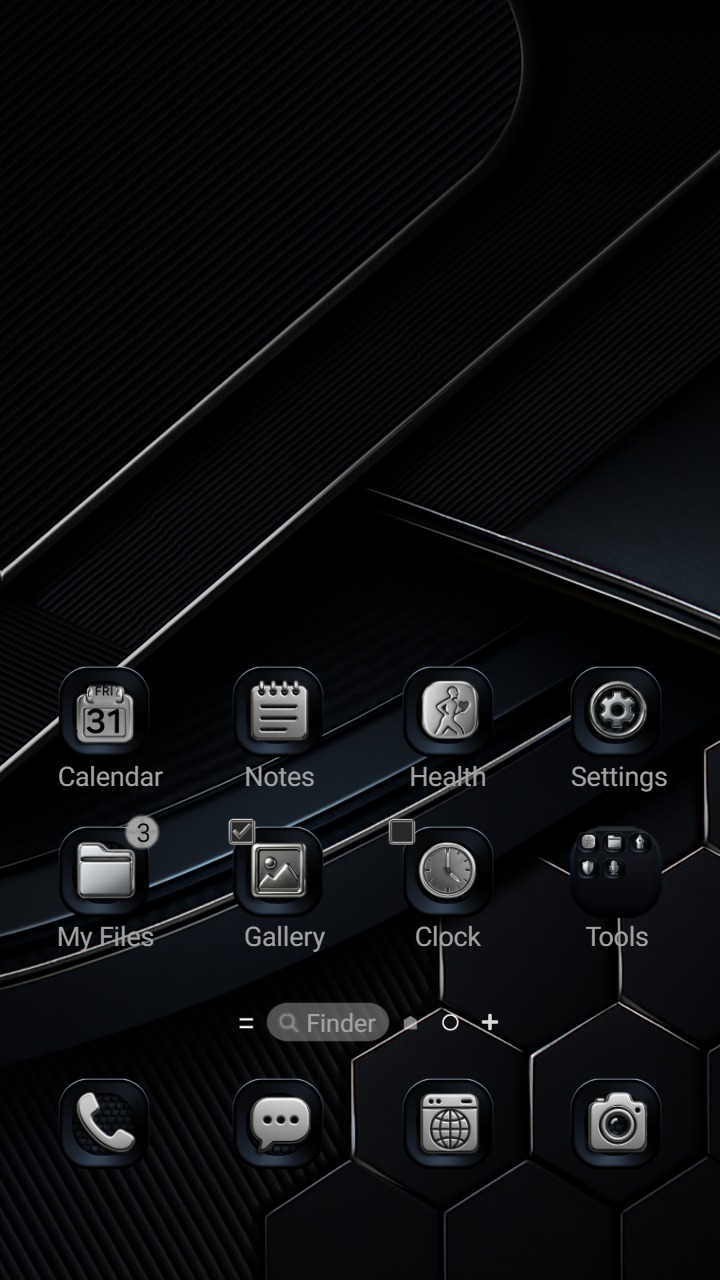 FRI
31
Calendar
Notes
Health
Settings
3
My Files
Gallery
Clock
Tools
Finder